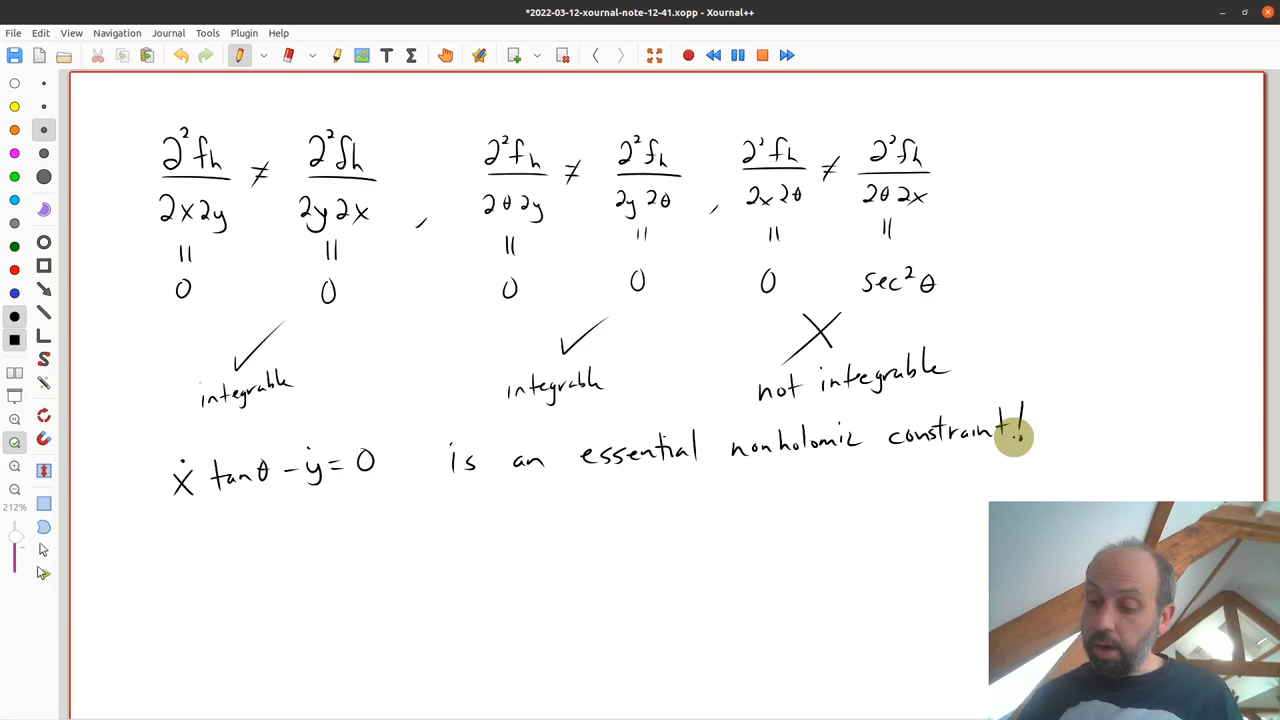 *2022-03-12-xournal-note-12-41.xopp - Xournal++
File Edit View Navigation Journal Tools Plugin Help
∂²fₕ/∂x∂y ≠ ∂²fₕ/∂y∂x , ∂²fₕ/∂θ∂y ≠ ∂²fₕ/∂y∂θ , ∂²fₕ/∂x∂θ ≠ ∂²fₕ/∂θ∂x
= = = = = =
0 0 0 0 0 sec²θ
✓ ✓ X
integrable integrable not integrable
ẋ tanθ - ẏ = 0 is an essential nonholomic constraint!
212%